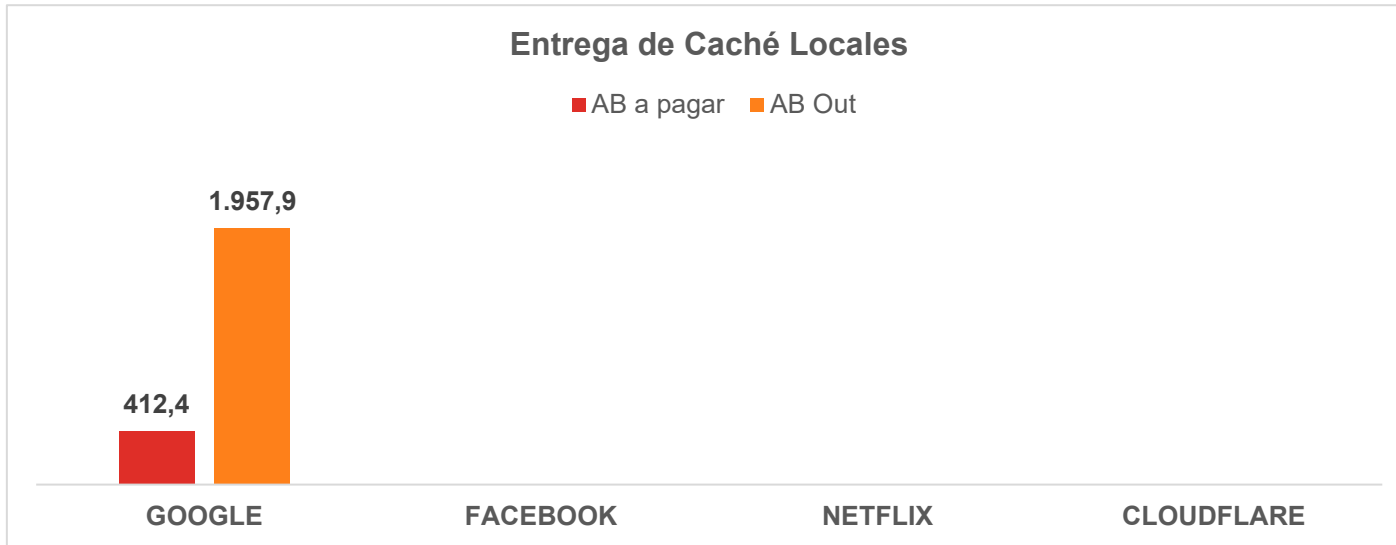 Entrega de Caché Locales
AB a pagar AB Out
1.957,9
412,4
GOOGLE FACEBOOK NETFLIX CLOUDFLARE